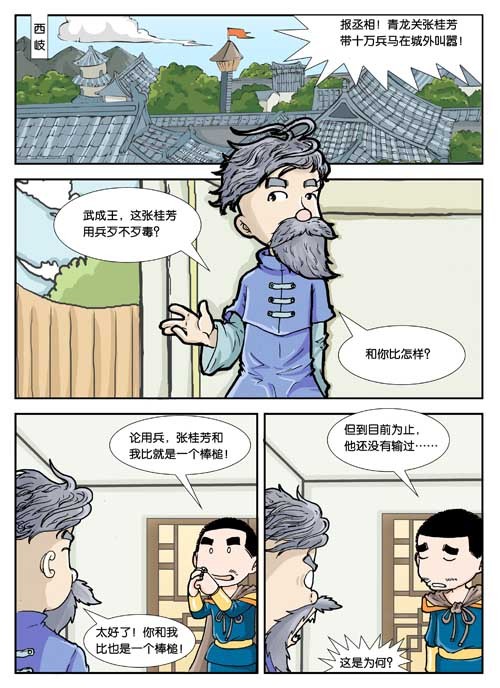 西
岐
报丞相！青龙关张桂芳
带十万兵马在城外叫嚣！
武成王，这张桂芳
用兵歹不歹毒？
和你比怎样？
论用兵，张桂芳和
我比就是一个棒槌！
太好了！你和我
比也是一个棒槌！
但到目前为止，
他还没有输过……
这是为何？